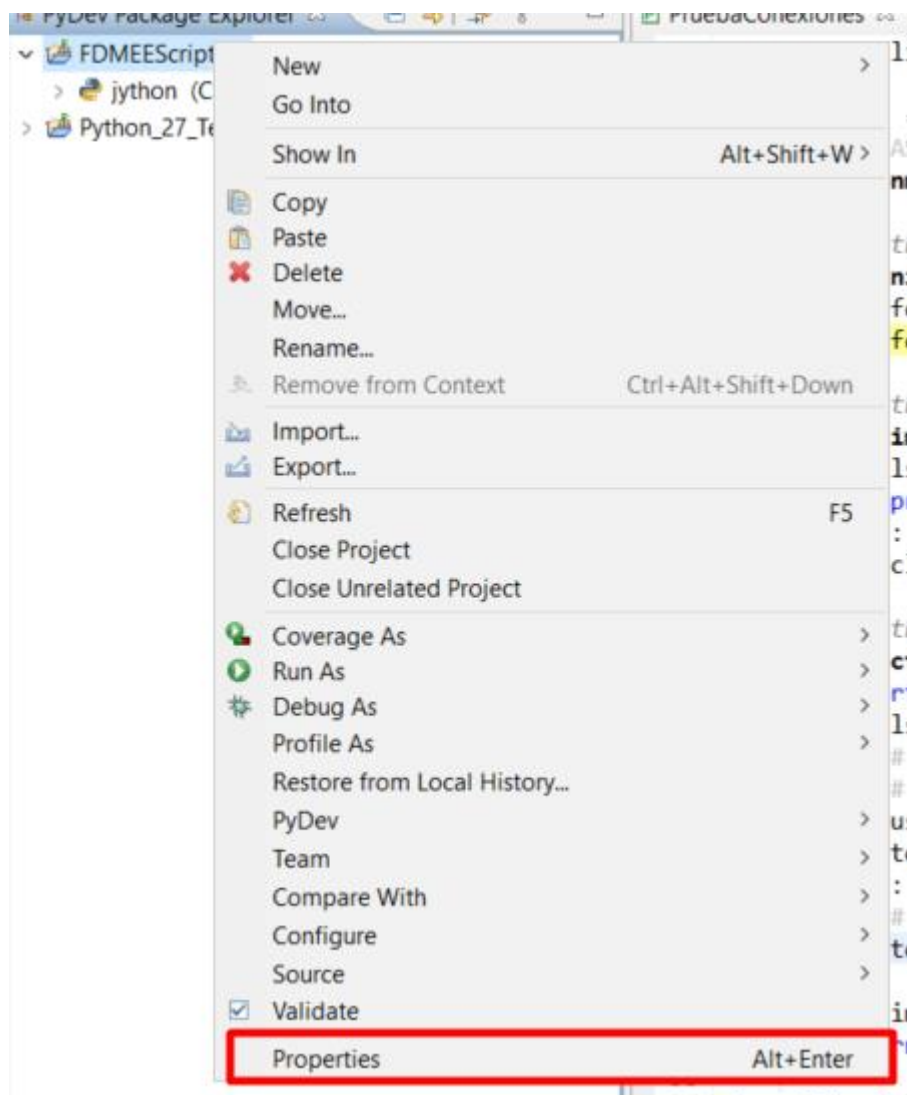 PyDev Package Explorer
PruebaConexiones
FDMEEScript
jython (C
Python_27_Te
New
Go Into
Show In Alt+Shift+W
Copy
Paste
Delete
Move...
Rename...
Remove from Context Ctrl+Alt+Shift+Down
Import...
Export...
Refresh F5
Close Project
Close Unrelated Project
Coverage As
Run As
Debug As
Profile As
Restore from Local History...
PyDev
Team
Compare With
Configure
Source
Validate
Properties Alt+Enter